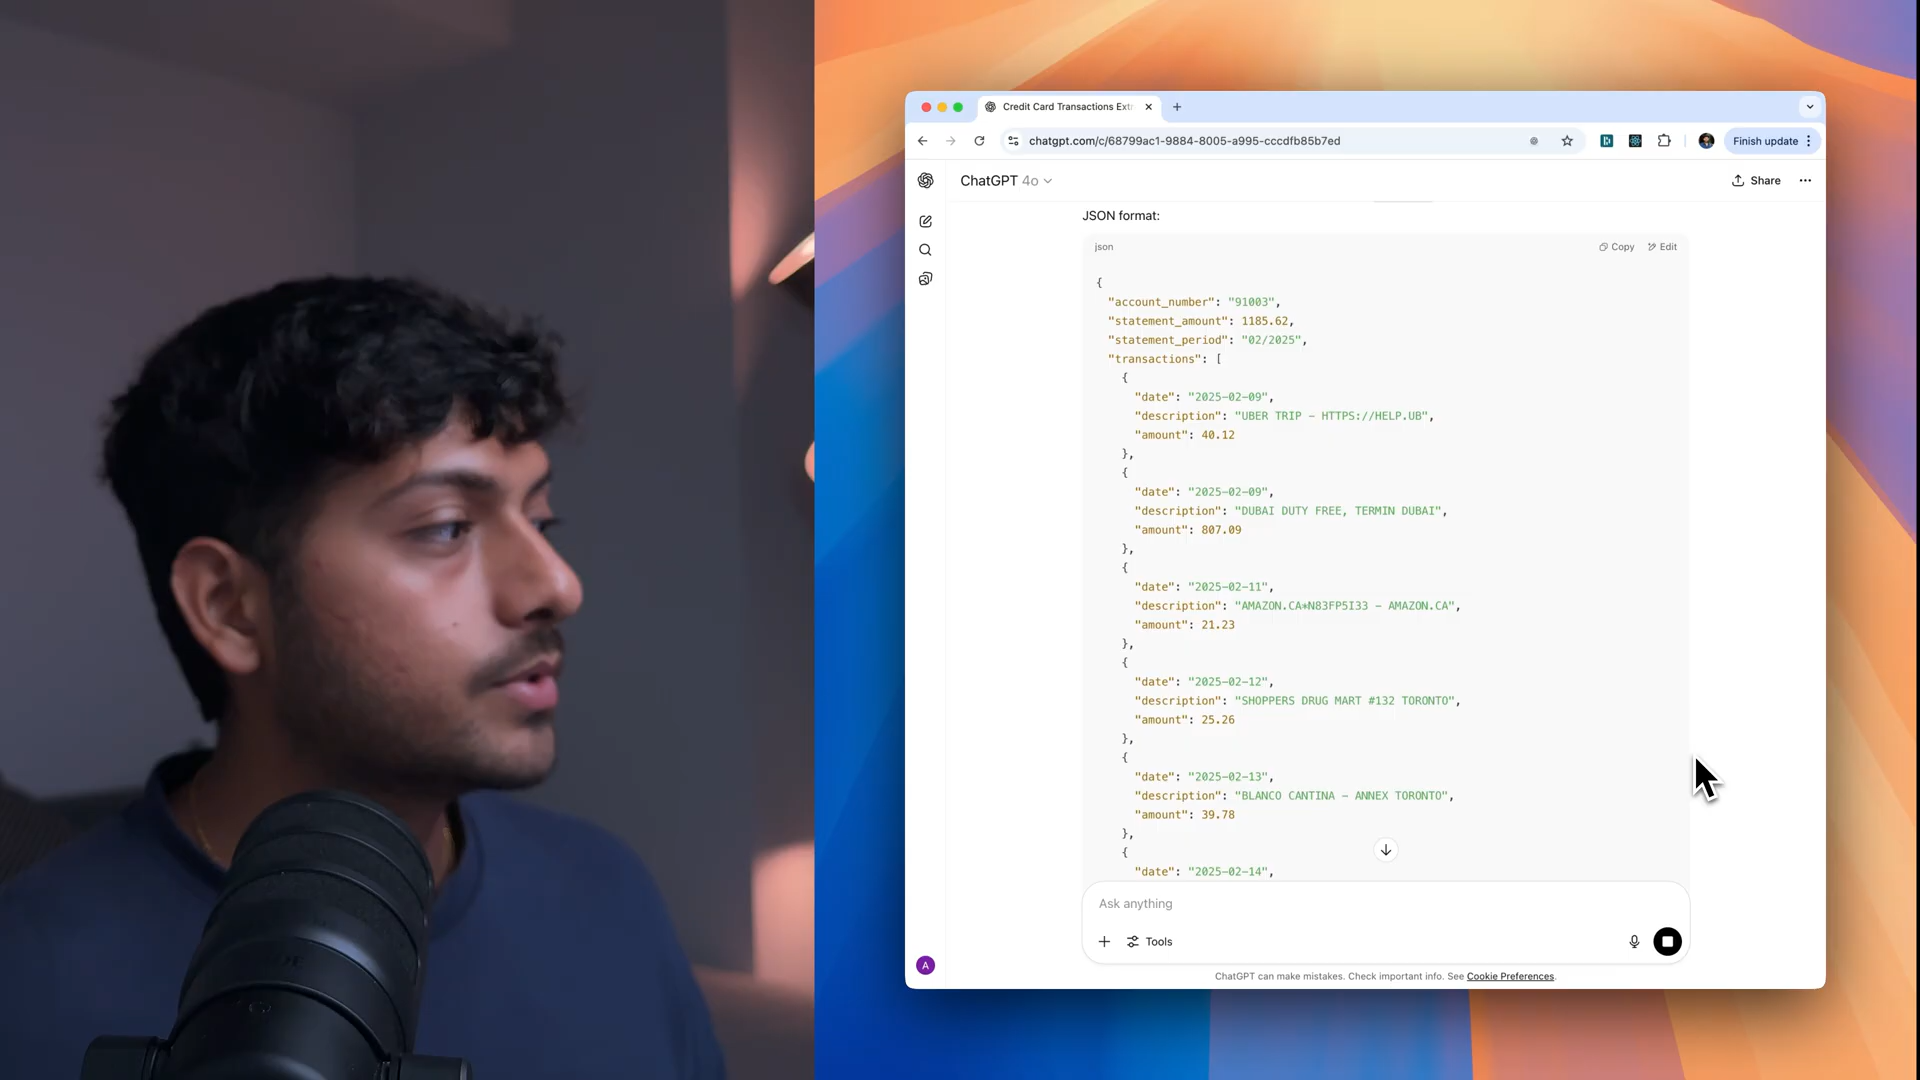 Credit Card Transactions Extr
chatgpt.com/c/68799ac1-9884-8005-a995-cccdfb85b7ed
Finish update
ChatGPT 4o
Share
JSON format:
json
Copy
Edit
{
"account_number": "91003",
"statement_amount": 1185.62,
"statement_period": "02/2025",
"transactions": [
{
"date": "2025-02-09",
"description": "UBER TRIP - HTTPS://HELP.UB",
"amount": 40.12
},
{
"date": "2025-02-09",
"description": "DUBAI DUTY FREE, TERMIN DUBAI",
"amount": 807.09
},
{
"date": "2025-02-11",
"description": "AMAZON.CA*N83FP5I33 - AMAZON.CA",
"amount": 21.23
},
{
"date": "2025-02-12",
"description": "SHOPPERS DRUG MART #132 TORONTO",
"amount": 25.26
},
{
"date": "2025-02-13",
"description": "BLANCO CANTINA - ANNEX TORONTO",
"amount": 39.78
},
{
"date": "2025-02-14",
Ask anything
Tools
A
ChatGPT can make mistakes. Check important info. See Cookie Preferences.